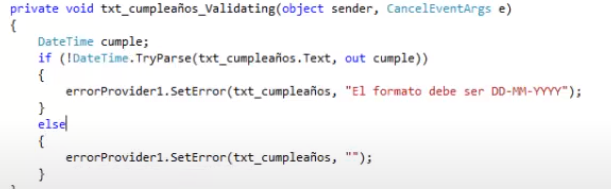 private void txt_cumpleaños_Validating(object sender, CancelEventArgs e)
{
DateTime cumple;
if (!DateTime.TryParse(txt_cumpleaños.Text, out cumple))
{
errorProvider1.SetError(txt_cumpleaños, "El formato debe ser DD-MM-YYYY");
}
else
{
errorProvider1.SetError(txt_cumpleaños, "");
}
}